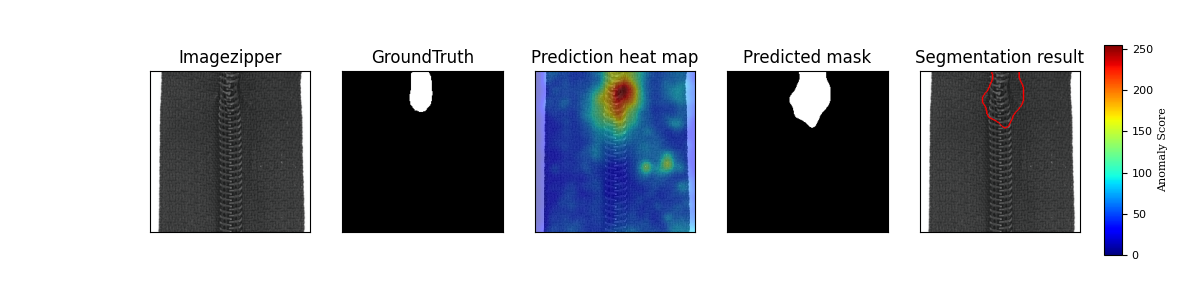 Imagezipper
GroundTruth
Prediction heat map
Predicted mask
Segmentation result
250
200
150
100
50
0
Anomaly Score